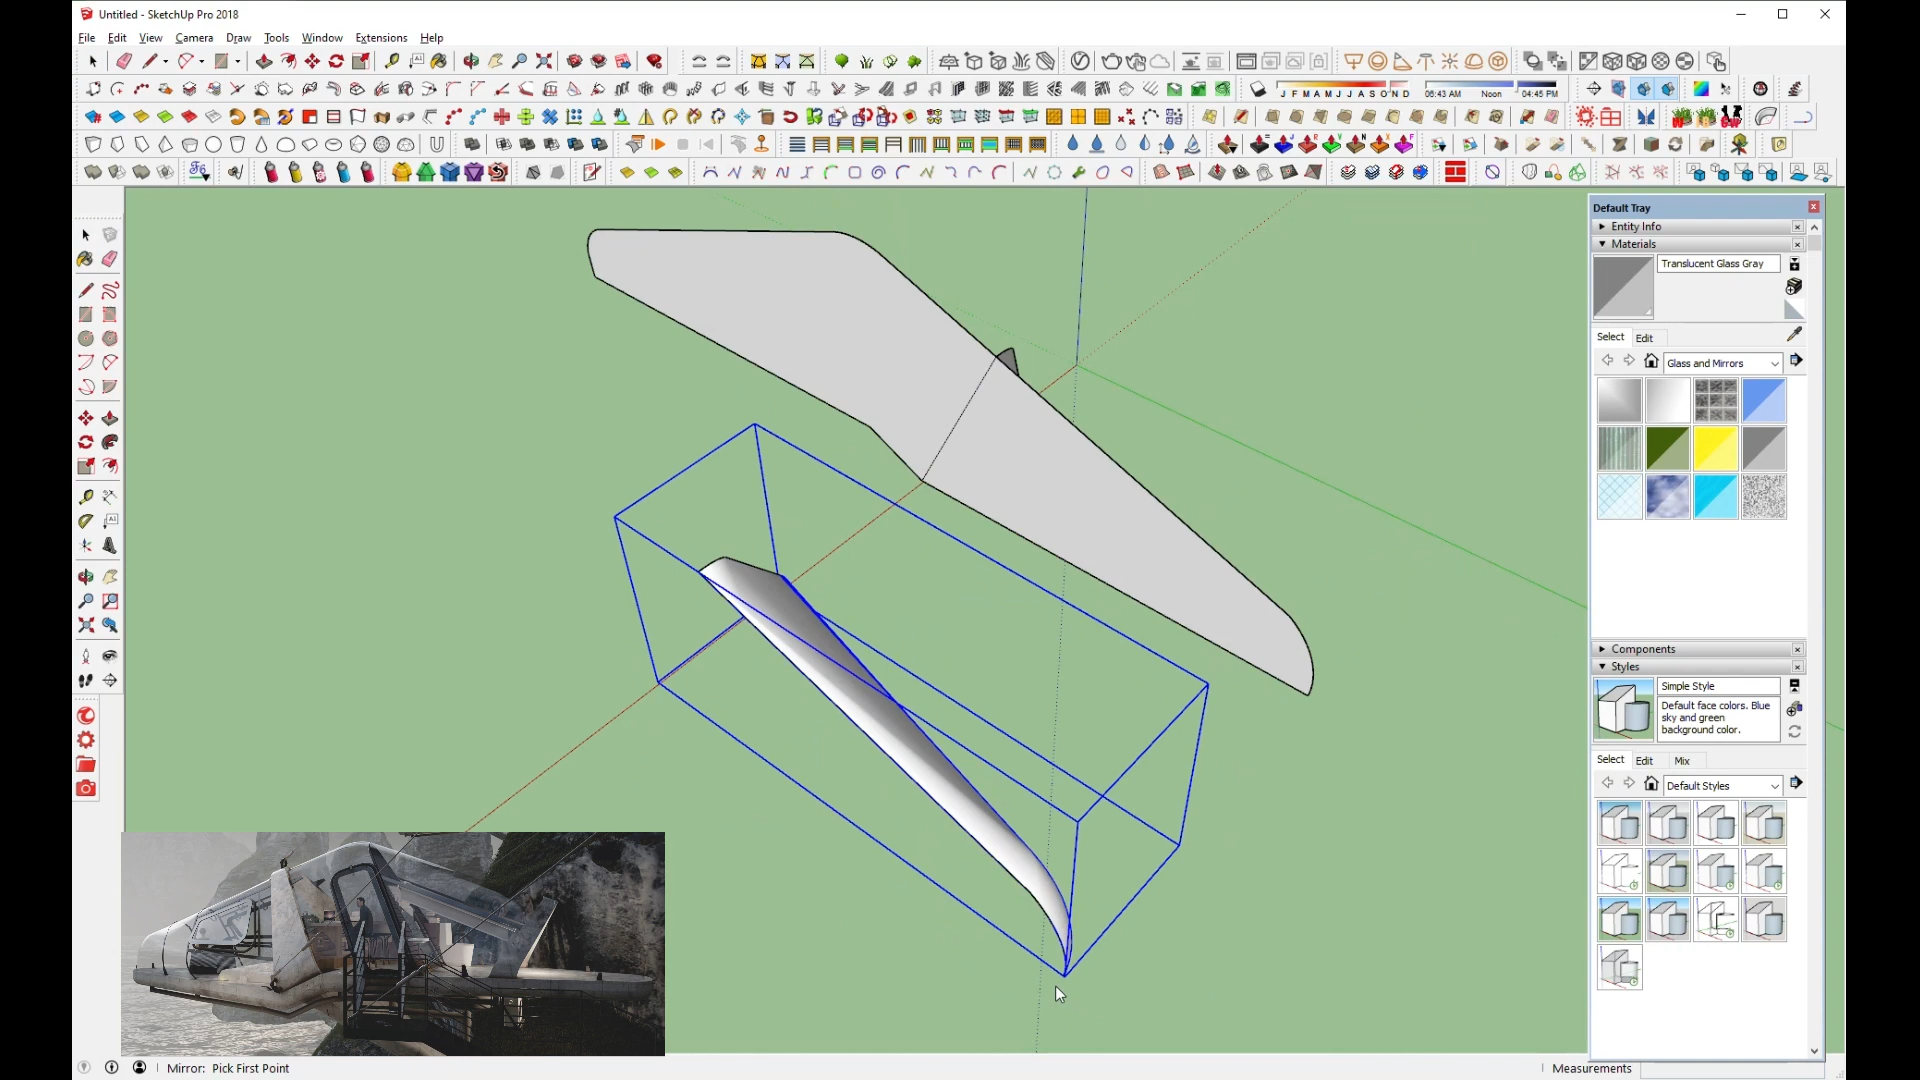 Untitled - SketchUp Pro 2018
File Edit View Camera Draw Tools Window Extensions Help
J F M A M J J A S O N D
06:43 AM Noon 04:45 PM
Default Tray
Entity Info
Materials
Translucent Glass Gray
Select Edit
Glass and Mirrors
Components
Styles
Simple Style
Default face colors. Blue
sky and green
background color.
Select Edit Mix
Default Styles
Mirror: Pick First Point
Measurements